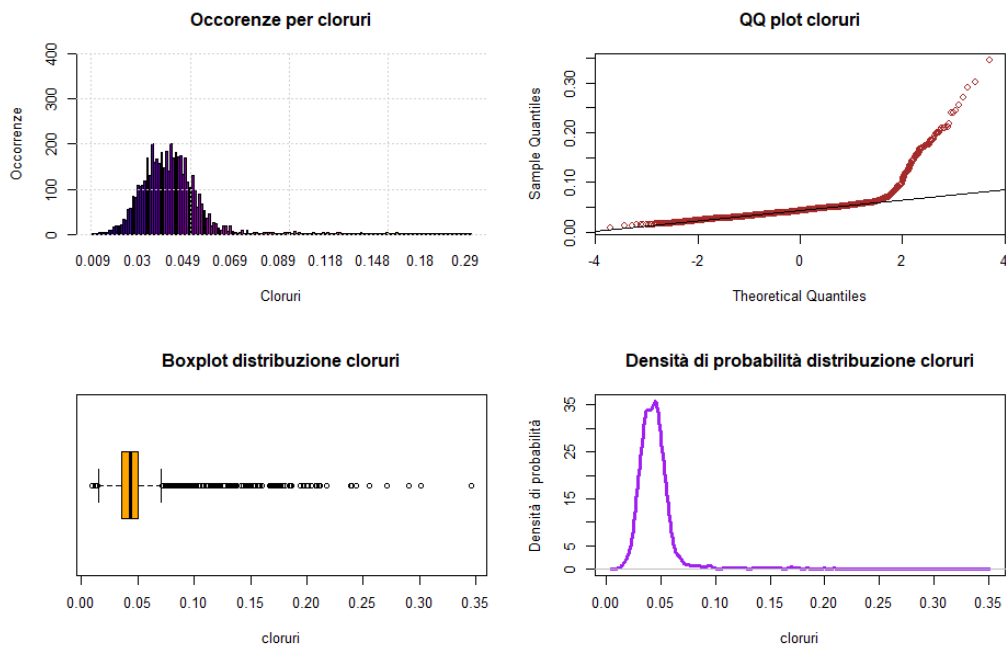 Occorenze per cloruri
Occorrenze
0 100 200 300 400
0.009 0.03 0.049 0.069 0.089 0.118 0.148 0.18 0.29
Cloruri
QQ plot cloruri
Sample Quantiles
0.00 0.10 0.20 0.30
-4 -2 0 2 4
Theoretical Quantiles
Boxplot distribuzione cloruri
0.00 0.05 0.10 0.15 0.20 0.25 0.30 0.35
cloruri
Densità di probabilità distribuzione cloruri
Densità di probabilità
0 5 15 25 35
0.00 0.05 0.10 0.15 0.20 0.25 0.30 0.35
cloruri